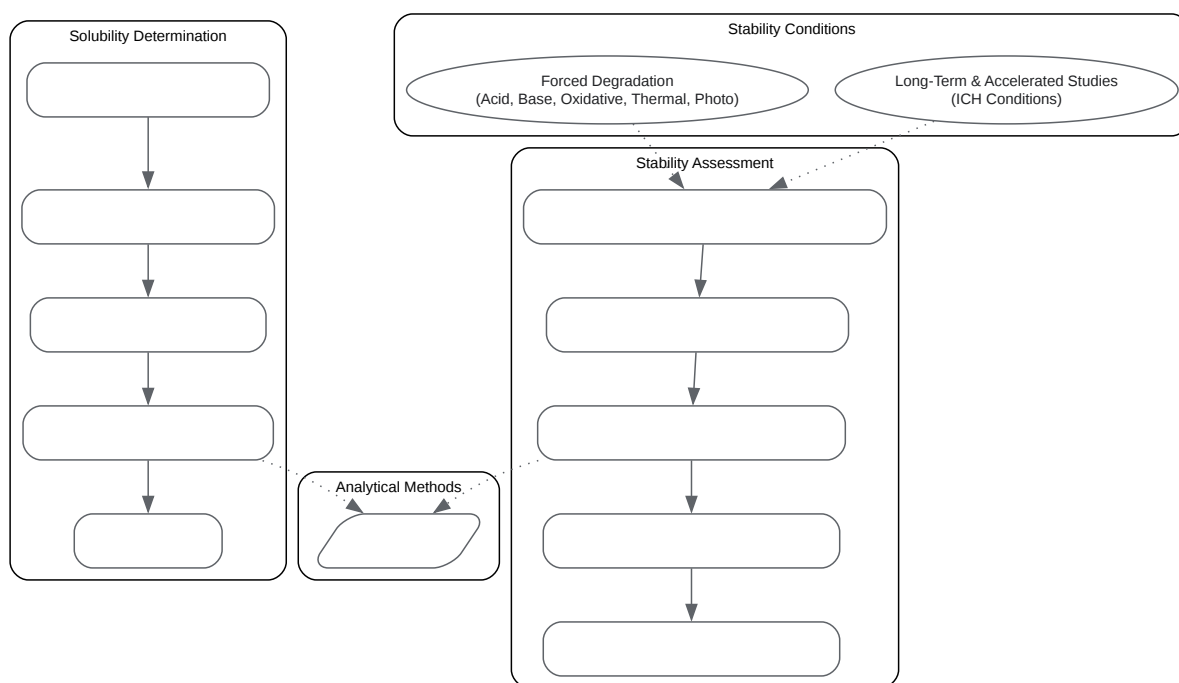 Solubility Determination
Stability Conditions
Forced Degradation
(Acid, Base, Oxidative, Thermal, Photo)
Long-Term & Accelerated Studies
(ICH Conditions)
Stability Assessment
Analytical Methods